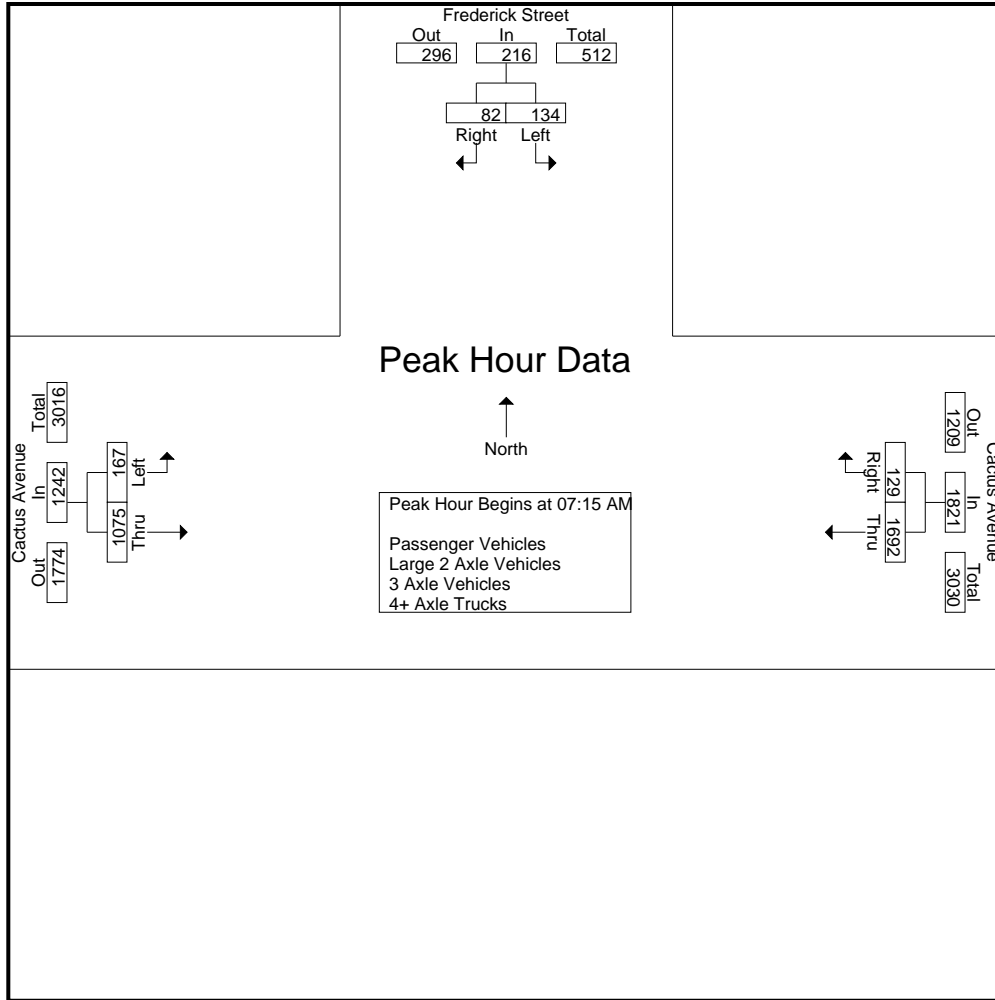 Frederick Street
Out In Total
296 216 512
82 134
Right Left
Peak Hour Data
North
Peak Hour Begins at 07:15 AM
Passenger Vehicles
Large 2 Axle Vehicles
3 Axle Vehicles
4+ Axle Trucks
Cactus Avenue
Out In Total
1774 1242 3016
1075 167
Thru Left
Cactus Avenue
Out In Total
1209 1821 3030
129 1692
Right Thru